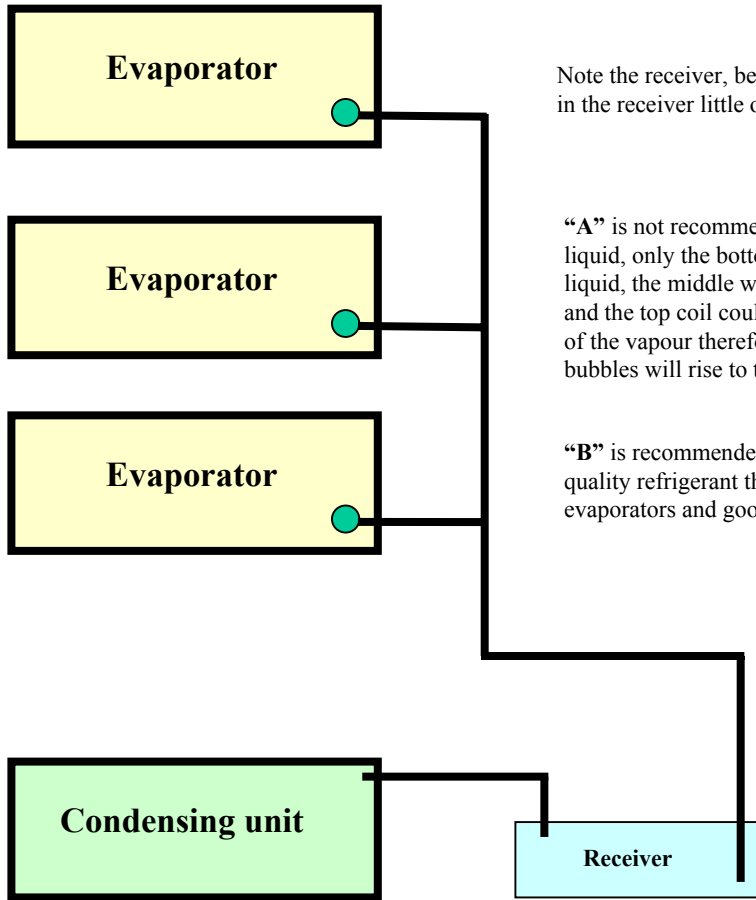 Evaporator
Note the receiver, be
in the receiver little
Evaporator
“A” is not recomme
liquid, only the bott
liquid, the middle w
and the top coil coul
of the vapour theref
bubbles will rise to
Evaporator
“B” is recommende
quality refrigerant th
evaporators and goo
Condensing unit
Receiver